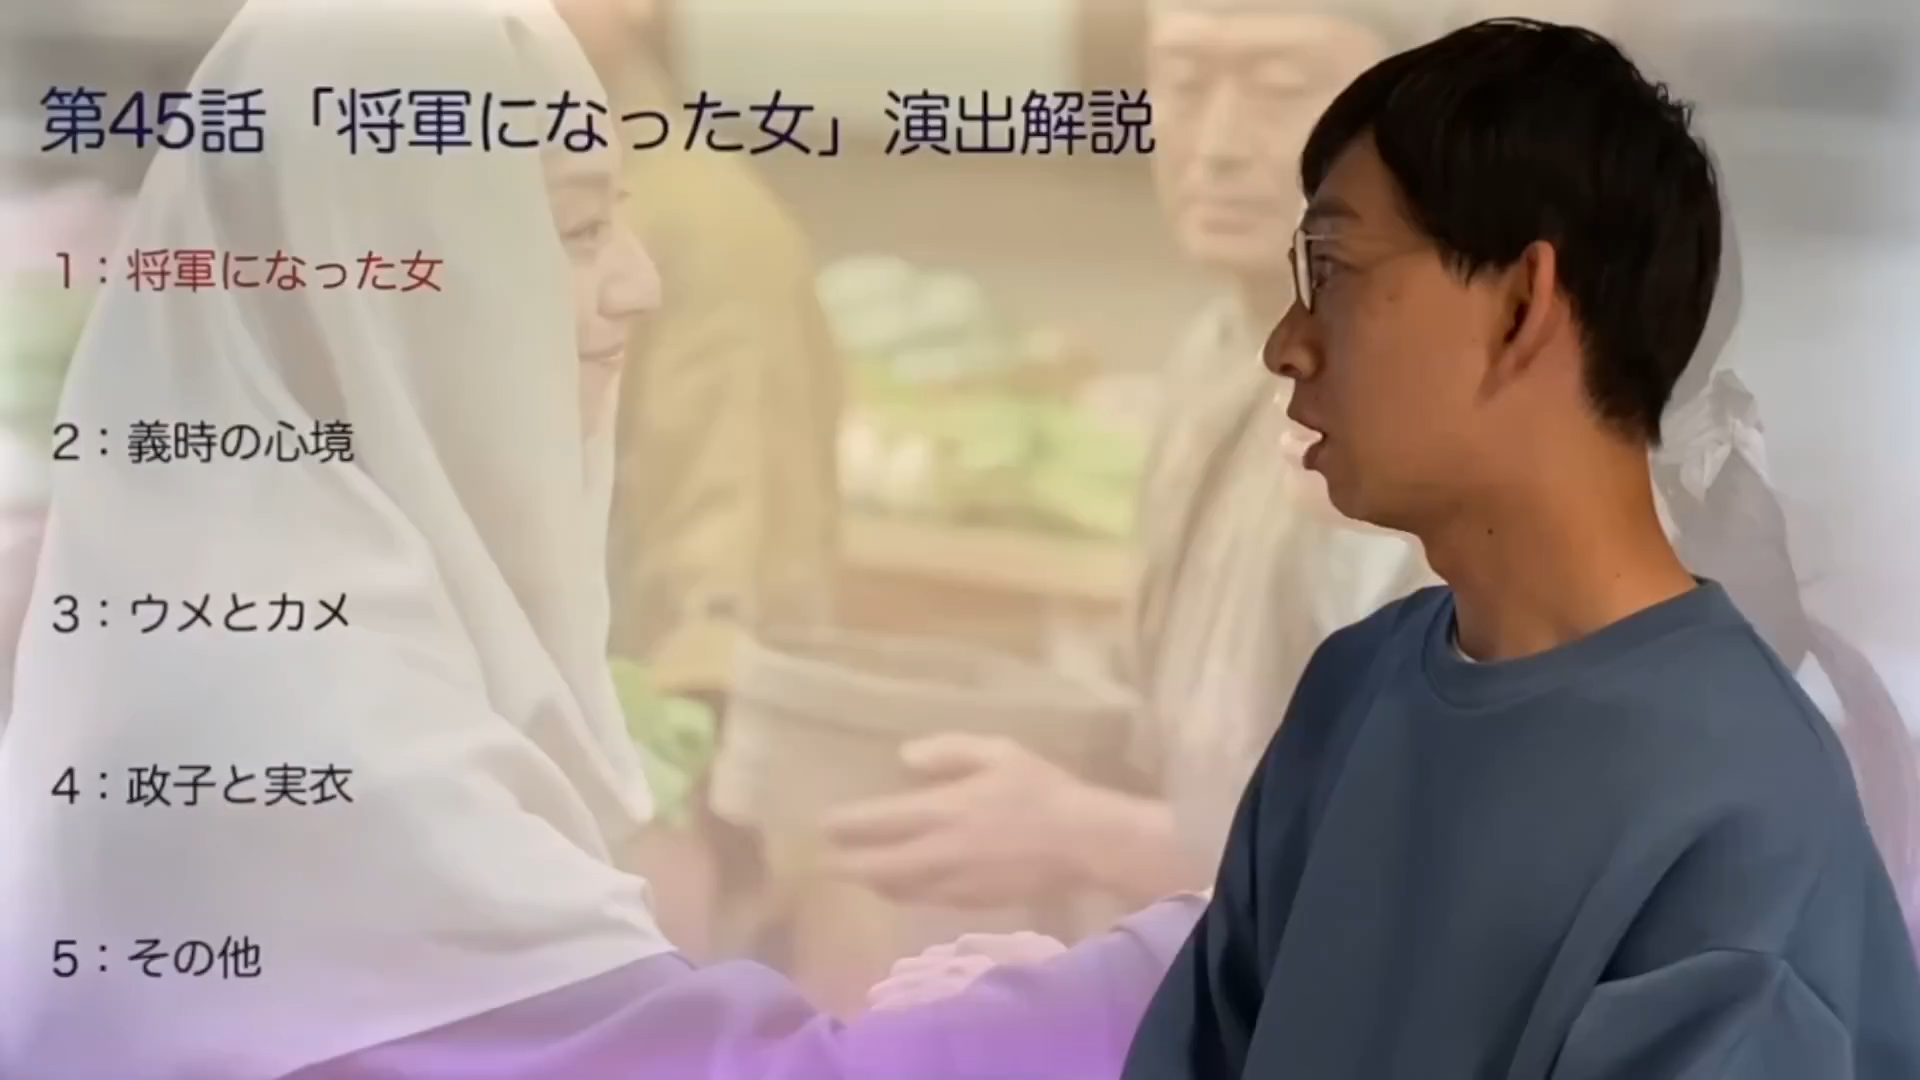 第45話「将軍になった女」演出解説
1：将軍になった女
2：義時の心境
3：ウメとカメ
4：政子と実衣
5：その他